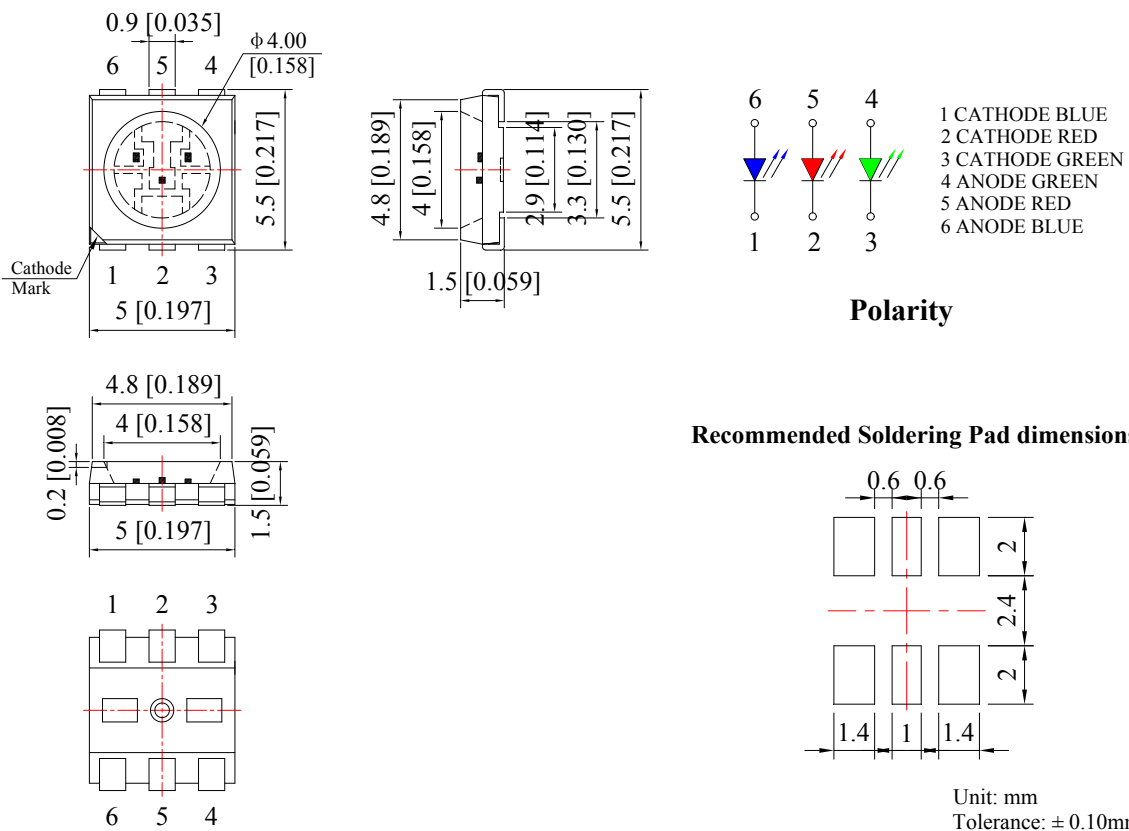 0.9 [0.035]
ϕ4.00
[0.158]
6 5 4
5.5 [0.217]
Cathode
Mark
1 2 3
5 [0.197]
4.8 [0.189]
4 [0.158]
2.9 [0.114]
3.3 [0.130]
5.5 [0.217]
1.5 [0.059]
6 5 4
1 2 3
1 CATHODE BLUE
2 CATHODE RED
3 CATHODE GREEN
4 ANODE GREEN
5 ANODE RED
6 ANODE BLUE
Polarity
4.8 [0.189]
4 [0.158]
0.2 [0.008]
1.5 [0.059]
5 [0.197]
Recommended Soldering Pad dimensions
0.6 0.6
2
2.4
2
1.4 1 1.4
1 2 3
6 5 4
Unit: mm
Tolerance: ± 0.10mm